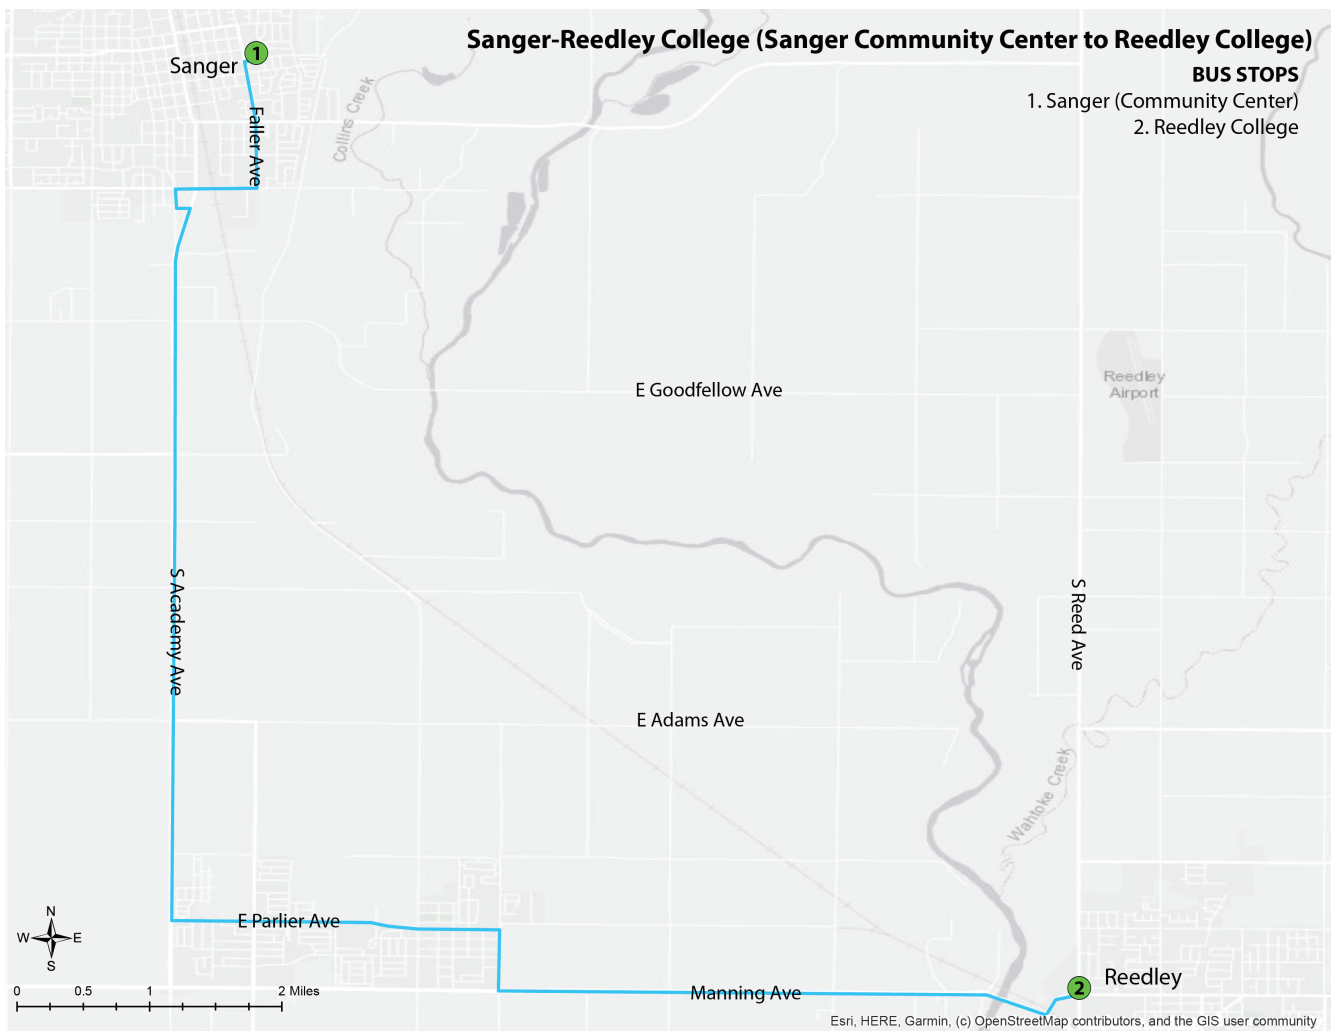 Sanger-Reedley College (Sanger Community Center to Reedley College)
BUS STOPS
1. Sanger (Community Center)
2. Reedley College
1
Sanger
Faller Ave
Collins Creek
E Goodfellow Ave
Reedley
Airport
S Academy Ave
S Reed Ave
E Adams Ave
Wahtoke Creek
E Parlier Ave
N
W E
S
0 0.5 1 2 Miles
Manning Ave
2
Reedley
Esri, HERE, Garmin, (c) OpenStreetMap contributors, and the GIS user community